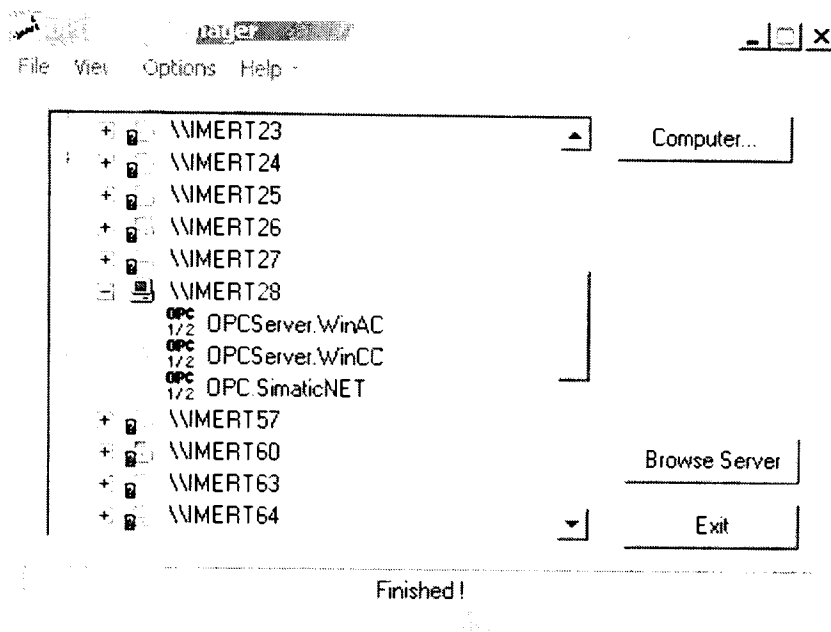 File View Options Help
\\IMERT23
Computer...
\\IMERT24
\\IMERT25
\\IMERT26
\\IMERT27
\\IMERT28
OPC 1/2 OPCServer.WinAC
OPC 1/2 OPCServer.WinCC
OPC 1/2 OPC.SimaticNET
\\IMERT57
\\IMERT60
Browse Server
\\IMERT63
\\IMERT64
Exit
Finished !